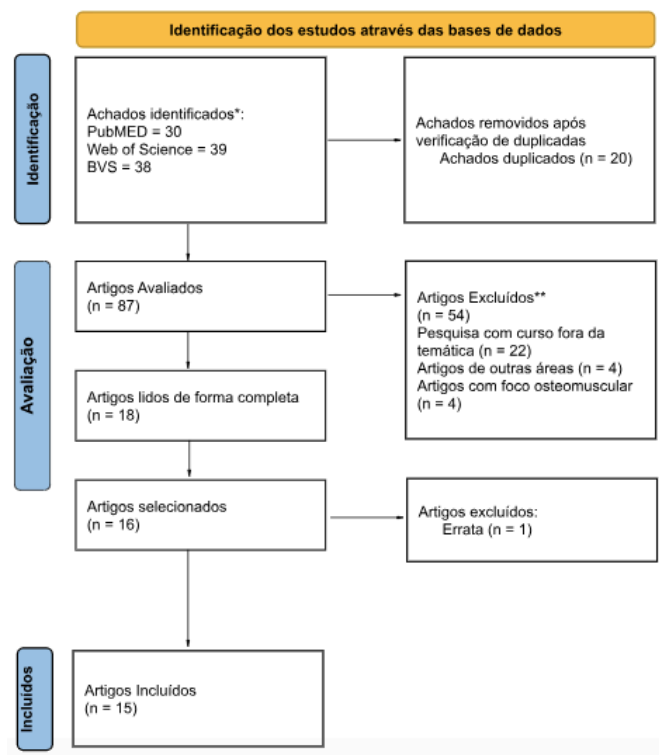 Identificação dos estudos através das bases de dados
Identificação
Achados identificados*:
PubMED = 30
Web of Science = 39
BVS = 38
Achados removidos após
verificação de duplicadas
Achados duplicados (n = 20)
Avaliação
Artigos Avaliados
(n = 87)
Artigos Excluídos**
(n = 54)
Pesquisa com curso fora da
temática (n = 22)
Artigos de outras áreas (n = 4)
Artigos com foco osteomuscular
(n = 4)
Artigos lidos de forma completa
(n = 18)
Artigos selecionados
(n = 16)
Artigos excluídos:
Errata (n = 1)
Incluídos
Artigos Incluídos
(n = 15)